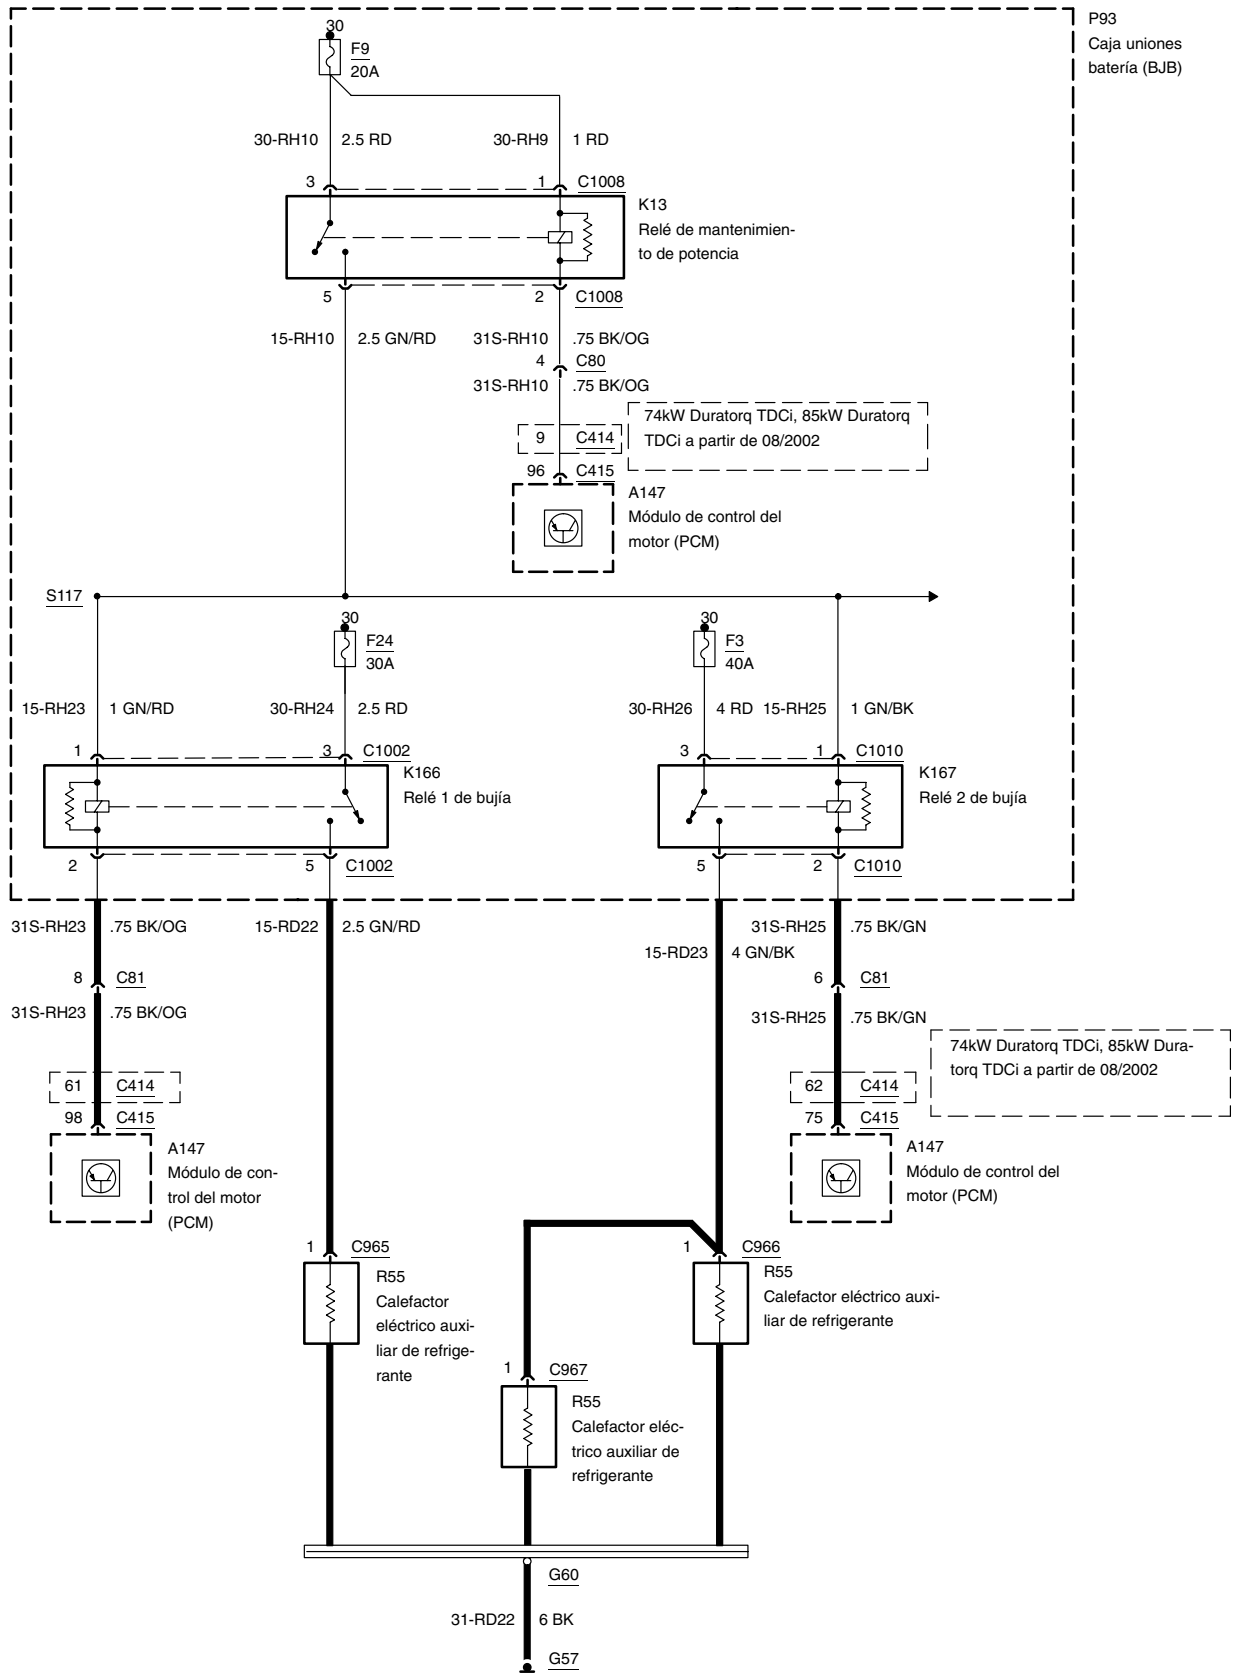 P93
Caja uniones
batería (BJB)
30
F9
20A
30-RH10 2.5 RD 30-RH9 1 RD
3 1 C1008
K13
Relé de mantenimien-
to de potencia
5 2 C1008
15-RH10 2.5 GN/RD 31S-RH10 .75 BK/OG
4 C80
31S-RH10 .75 BK/OG
74kW Duratorq TDCi, 85kW Duratorq
TDCi a partir de 08/2002
9 C414
96 C415
A147
Módulo de control del
motor (PCM)
S117
30 30
F24 F3
30A 40A
15-RH23 1 GN/RD 30-RH24 2.5 RD 30-RH26 4 RD 15-RH25 1 GN/BK
1 3 C1002 3 1 C1010
K166 K167
Relé 1 de bujía Relé 2 de bujía
2 5 C1002 5 2 C1010
31S-RH23 .75 BK/OG 15-RD22 2.5 GN/RD 31S-RH25 .75 BK/GN
15-RD23 4 GN/BK
8 C81 6 C81
31S-RH23 .75 BK/OG 31S-RH25 .75 BK/GN
74kW Duratorq TDCi, 85kW Dura-
torq TDCi a partir de 08/2002
61 C414 62 C414
98 C415 75 C415
A147
Módulo de con-
trol del motor
(PCM)
A147
Módulo de control del
motor (PCM)
1 C965 1 C966
R55
Calefactor
eléctrico auxi-
liar de refrige-
rante
R55
Calefactor eléctrico auxi-
liar de refrigerante
1 C967
R55
Calefactor eléc-
trico auxiliar de
refrigerante
G60
31-RD22 6 BK
G57